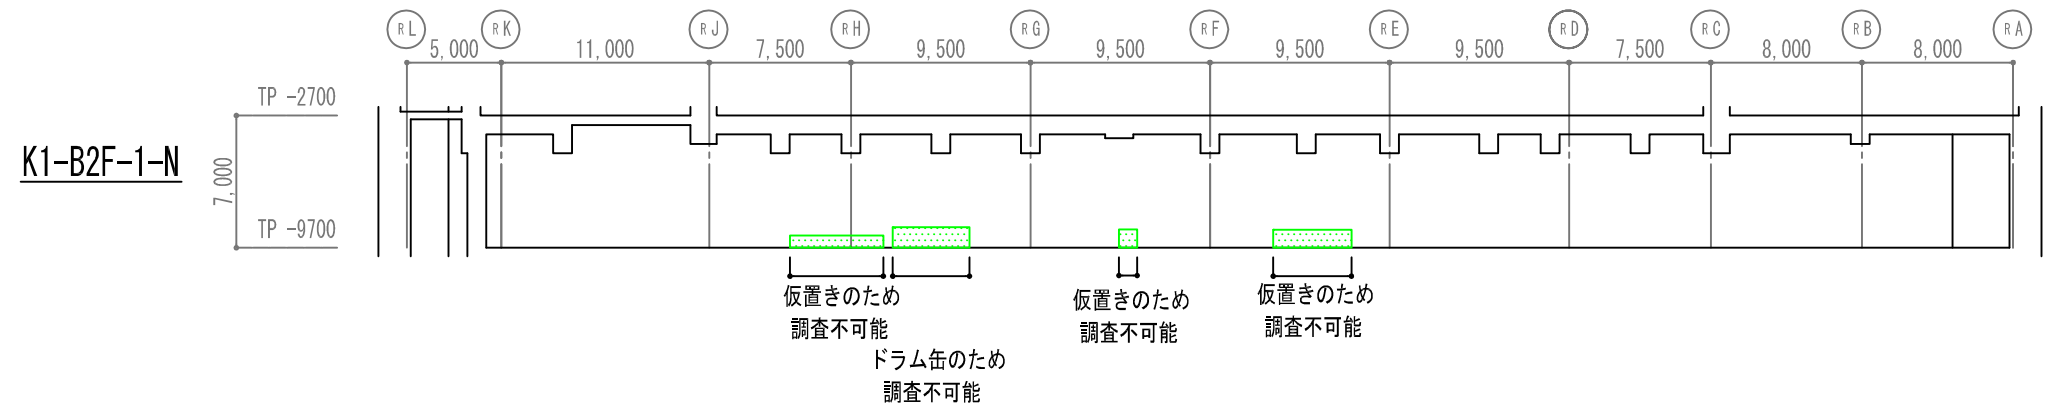 RL RK RJ RH RG RF RE RD RC RB RA
5,000 11,000 7,500 9,500 9,500 9,500 9,500 7,500 8,000 8,000
TP -2700
K1-B2F-1-N
7,000
TP -9700
仮置きのため
調査不可能
ドラム缶のため
調査不可能
仮置きのため
調査不可能
仮置きのため
調査不可能